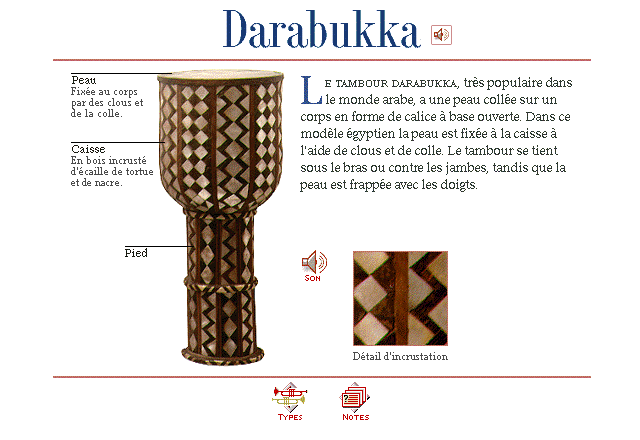 Darabukka
Peau
Fixée au corps
par des clous et
de la colle.
Caisse
En bois incrusté
d'écaille de tortue
et de nacre.
Pied
LE TAMBOUR DARABUKKA, très populaire dans
le monde arabe, a une peau collée sur un
corps en forme de calice à base ouverte. Dans ce
modèle égyptien la peau est fixée à la caisse à
l'aide de clous et de colle. Le tambour se tient
sous le bras ou contre les jambes, tandis que la
peau est frappée avec les doigts.
SON
Détail d'incrustation
TYPES
NOTES